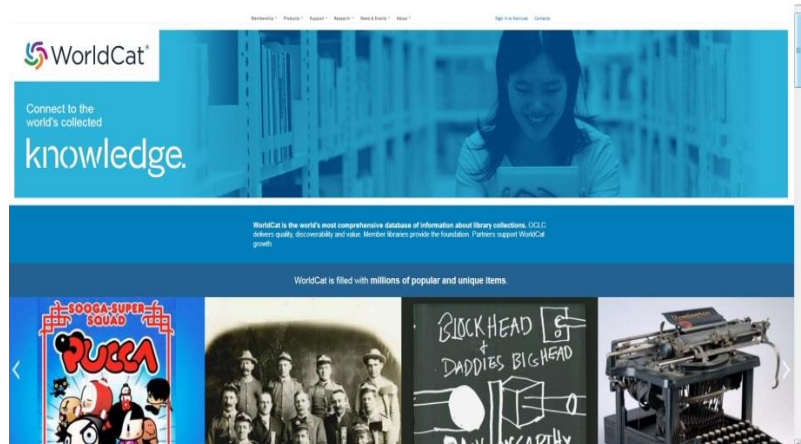 Membership Products Support Research News & Events About Sign in to Services Contacts
WorldCat®
Connect to the
world's collected
knowledge.
WorldCat is the world's most comprehensive database of information about library collections. OCLC
delivers quality, discoverability and value. Member libraries provide the foundation. Partners support WorldCat
growth.
WorldCat is filled with millions of popular and unique items.
SOOGA-SUPER
SQUAD
PUCCA
BLOCKHEAD
+
DADDIES BIGHEAD